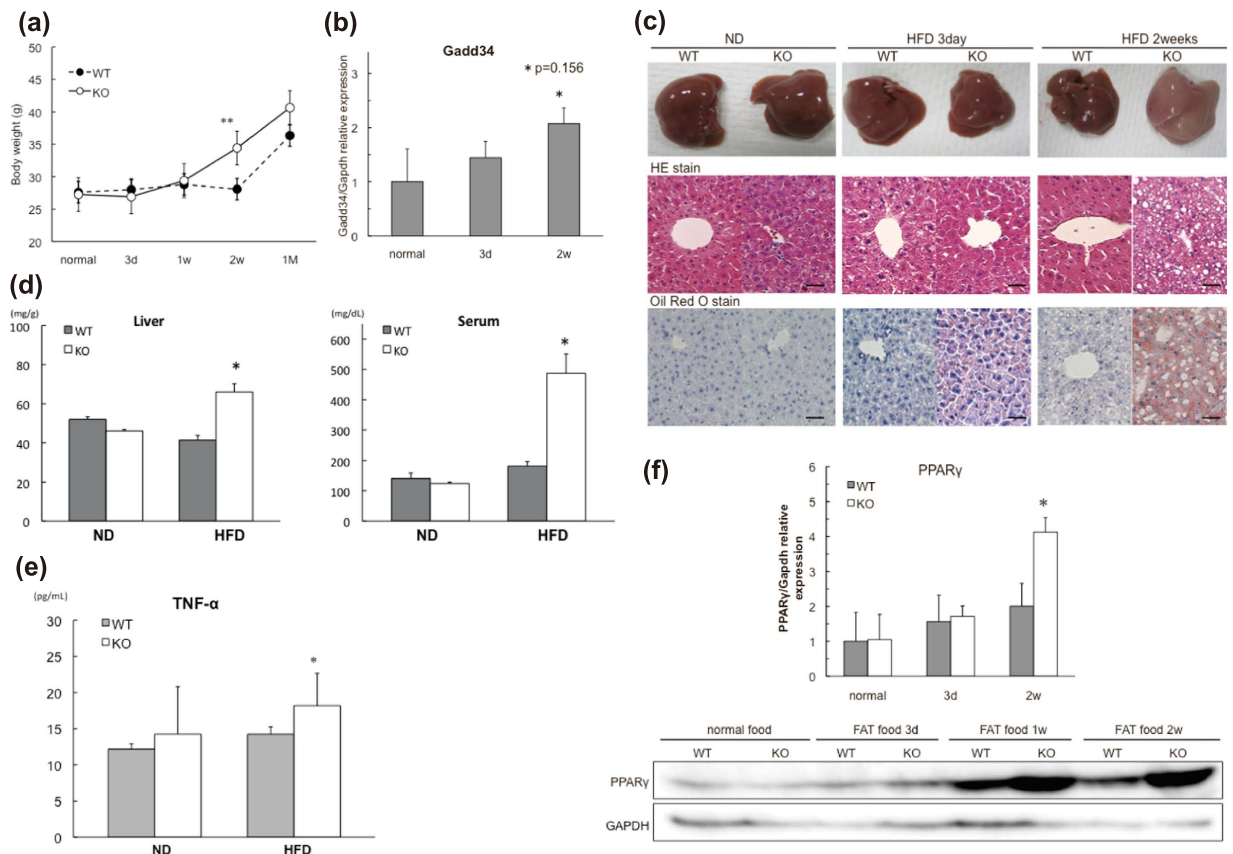 (a)
50
45
40
35
30
25
20
Body weight (g)
WT
KO
**
normal 3d 1w 2w 1M
(b)
Gadd34
Gadd34/Gapdh relative expression
3
2
1
0
* p=0.156
*
normal 3d 2w
(c)
ND HFD 3day HFD 2weeks
WT KO WT KO WT KO
HE stain
Oil Red O stain
(d)
(mg/g)
Liver
100
80
60
40
20
0
WT
KO
*
ND HFD
(mg/dL)
Serum
600
500
400
300
200
100
0
WT
KO
*
ND HFD
(e)
(pg/mL)
TNF-α
30
25
20
15
10
5
0
WT
KO
*
ND HFD
(f)
PPARγ
PPARγ/Gapdh relative
expression
6
5
4
3
2
1
0
WT
KO
*
normal 3d 2w
normal food FAT food 3d FAT food 1w FAT food 2w
WT KO WT KO WT KO WT KO
PPARγ
GAPDH